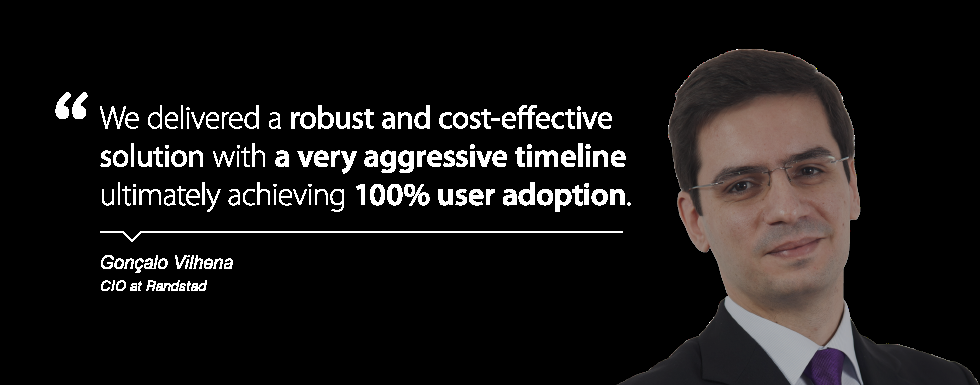 “ We delivered a robust and cost-effective
solution with a very aggressive timeline
ultimately achieving 100% user adoption.
Gonçalo Vilhena
CIO at Randstad